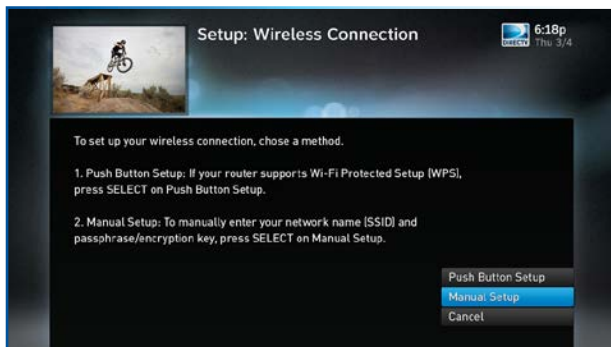 Setup: Wireless Connection
DIRECTV
6:18p
Thu 3/4
To set up your wireless connection, chose a method.
1. Push Button Setup: If your router supports Wi-Fi Protected Setup (WPS),
press SELECT on Push Button Setup.
2. Manual Setup: To manually enter your network name (SSID) and
passphrase/encryption key, press SELECT on Manual Setup.
Push Button Setup
Manual Setup
Cancel